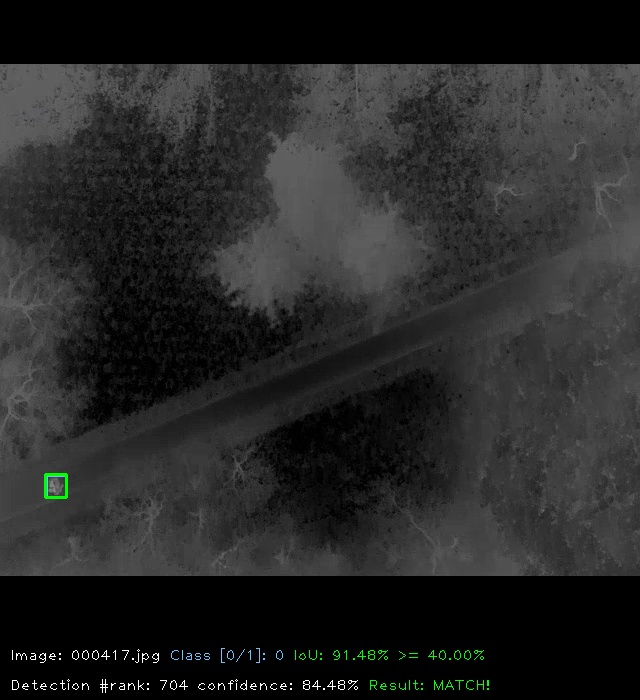 Image: 000417.jpg Class [0/1]: 0 IoU: 91.48% >= 40.00%
Detection #rank: 704 confidence: 84.48% Result: MATCH!